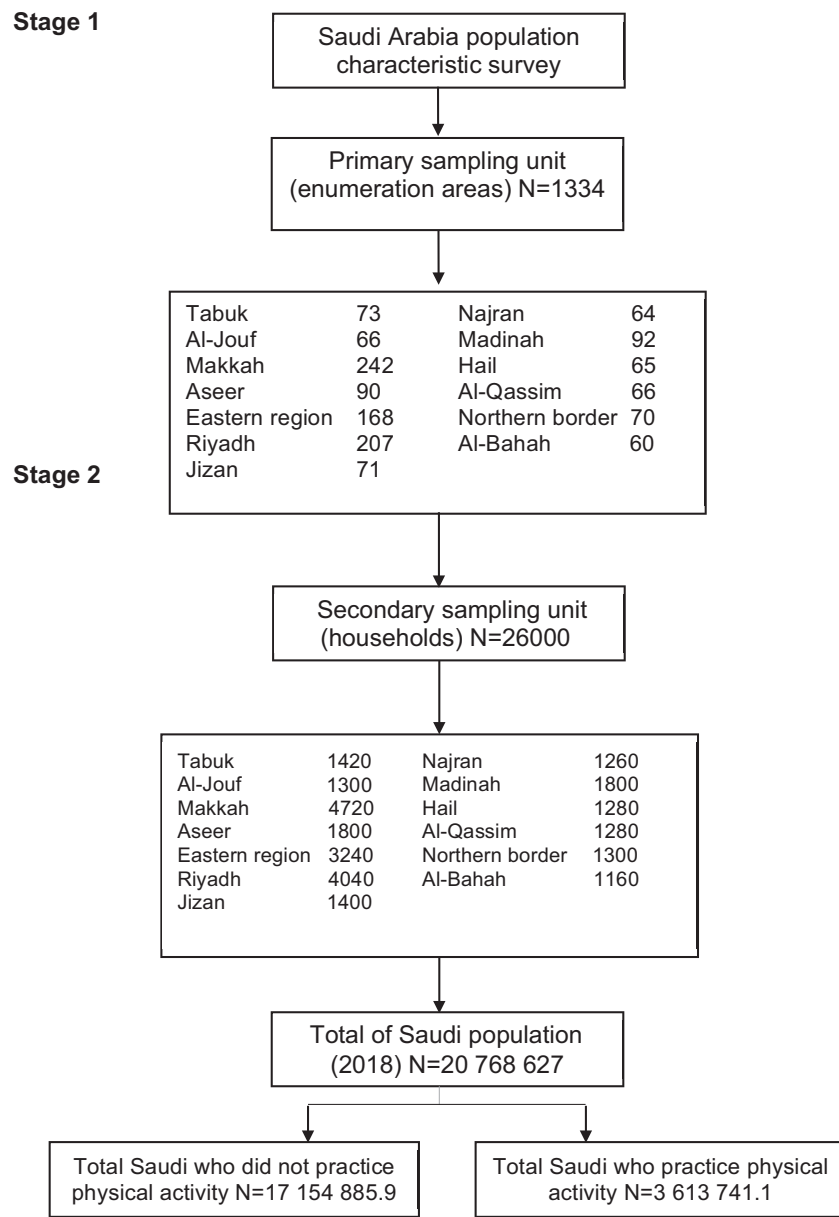 Stage 1
Saudi Arabia population
characteristic survey
Primary sampling unit
(enumeration areas) N=1334
Tabuk 73 Najran 64
Al-Jouf 66 Madinah 92
Makkah 242 Hail 65
Aseer 90 Al-Qassim 66
Eastern region 168 Northern border 70
Riyadh 207 Al-Bahah 60
Jizan 71
Stage 2
Secondary sampling unit
(households) N=26000
Tabuk 1420 Najran 1260
Al-Jouf 1300 Madinah 1800
Makkah 4720 Hail 1280
Aseer 1800 Al-Qassim 1280
Eastern region 3240 Northern border 1300
Riyadh 4040 Al-Bahah 1160
Jizan 1400
Total of Saudi population
(2018) N=20 768 627
Total Saudi who did not practice
physical activity N=17 154 885.9
Total Saudi who practice physical
activity N=3 613 741.1